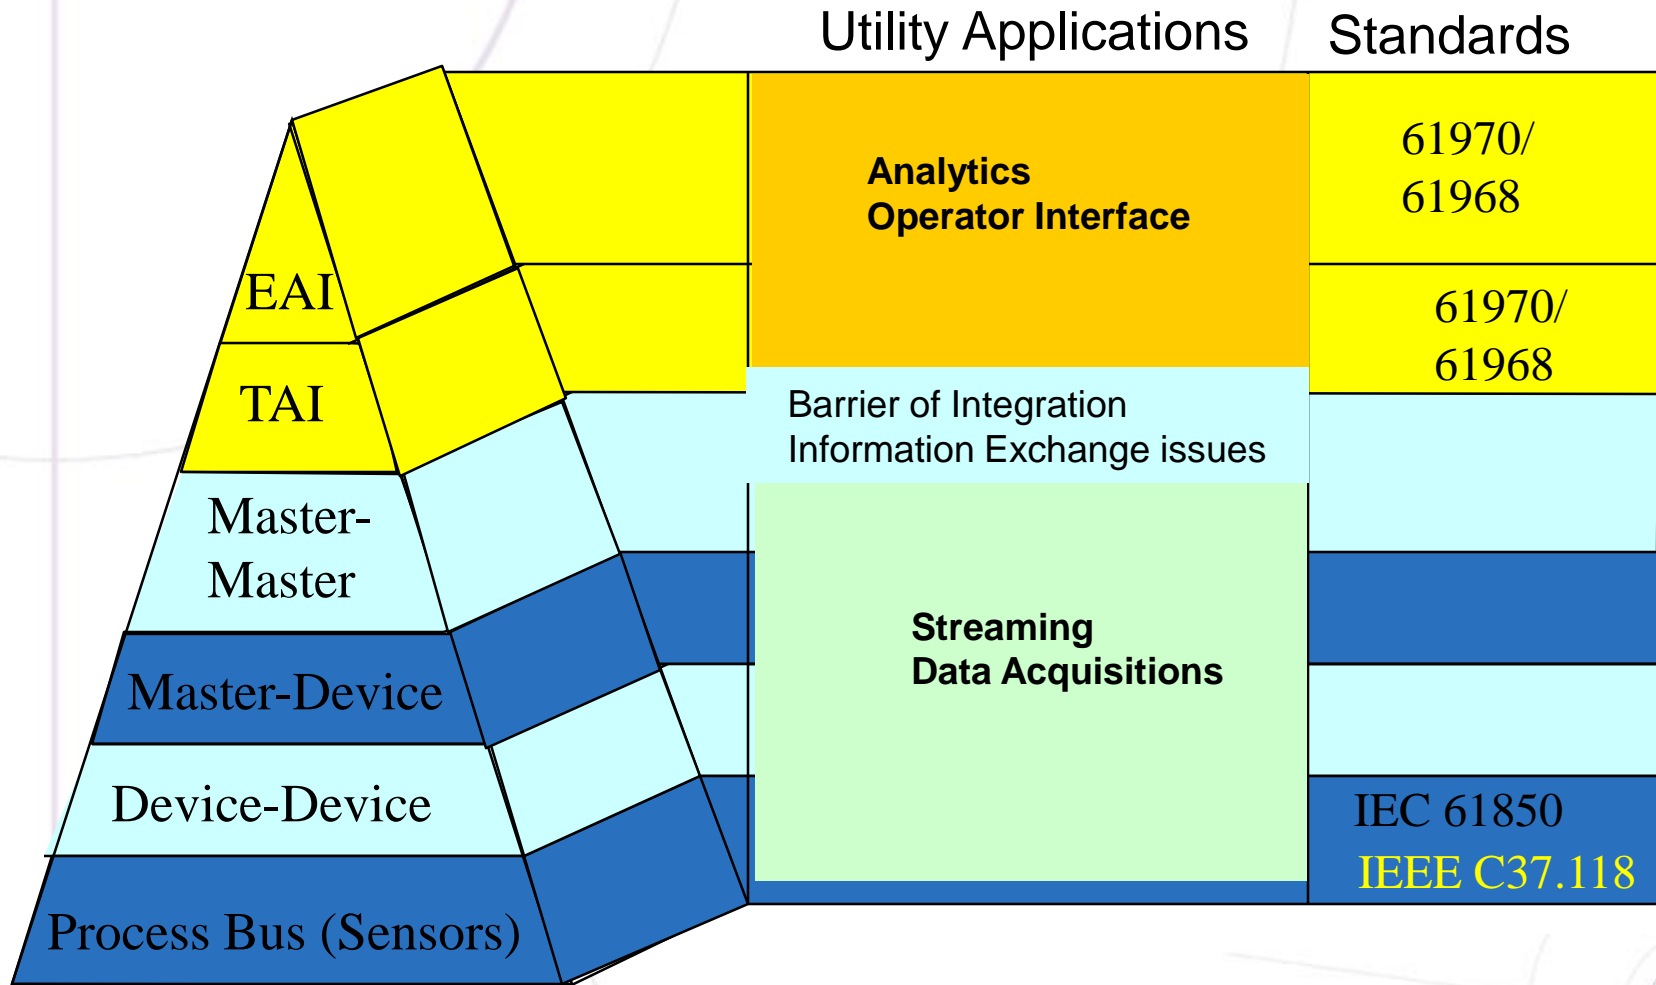 Utility Applications
Standards
Analytics
Operator Interface
61970/
61968
EAI
61970/
61968
TAI
Barrier of Integration
Information Exchange issues
Master-
Master
Streaming
Data Acquisitions
Master-Device
Device-Device
IEC 61850
IEEE C37.118
Process Bus (Sensors)